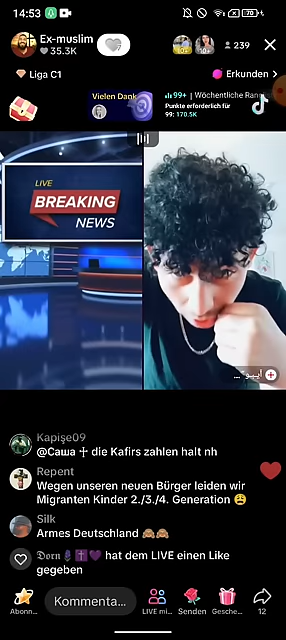 14:53
70
Ex-muslim
35.3K
239
Liga C1
Erkunden >
Vielen Dank
99+ | Wöchentliche Ran
Punkte erforderlich für
99: 170.5K
LIVE
BREAKING
NEWS
Kapişe09
@Саша ✝ die Kafirs zahlen halt nh
Repent
Wegen unseren neuen Bürger leiden wir
Migranten Kinder 2./3./4. Generation 😩
Silk
Armes Deutschland 🙈🙈
𝔇𝔬𝔯𝔫 hat dem LIVE einen Like
gegeben
Abonn...
Kommenta...
LIVE mi...
Senden
Gesche...
12